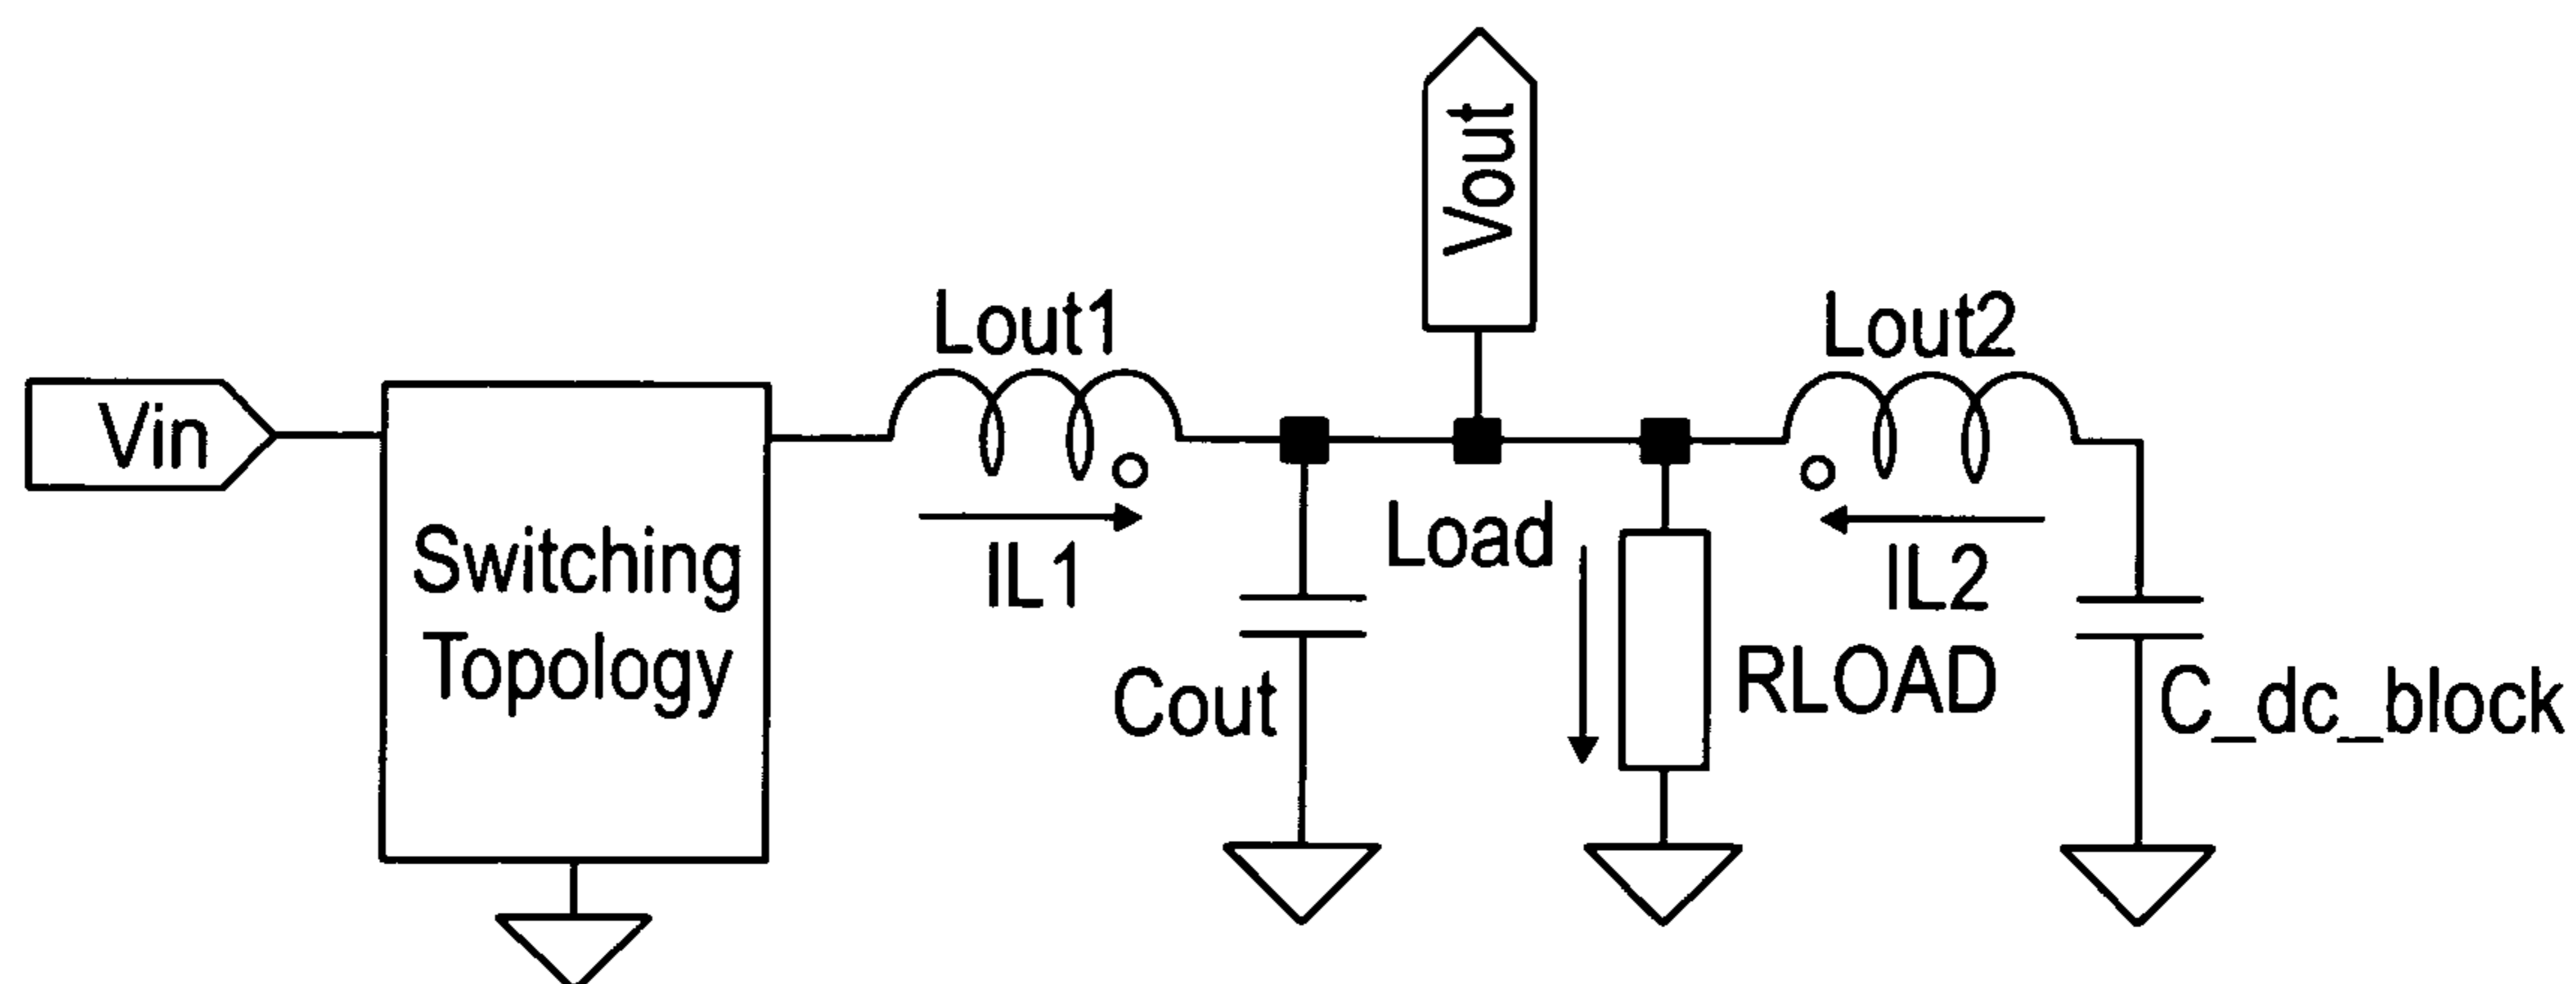 Vout
Lout1
Lout2
Vin
Switching
Topology
IL1
Load
IL2
Cout
RLOAD
C_dc_block